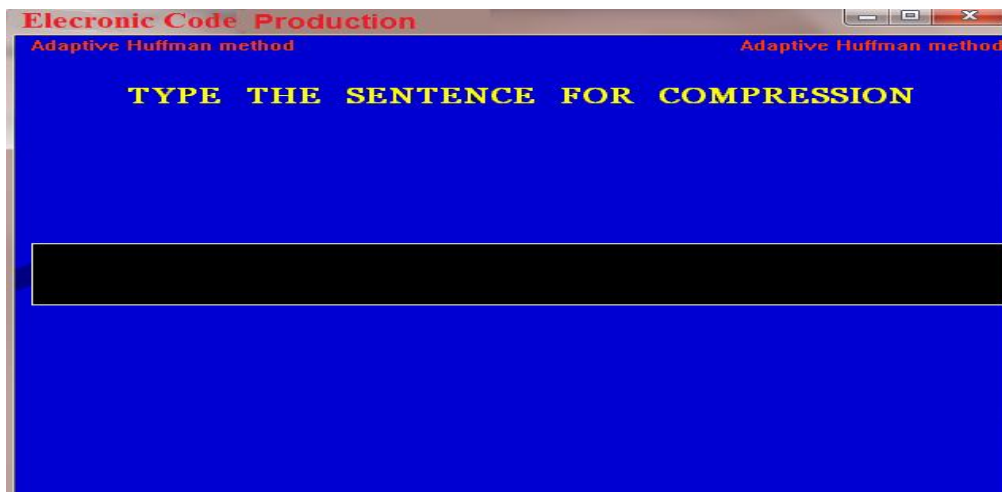 Elecronic Code Production
Adaptive Huffman method Adaptive Huffman method
TYPE THE SENTENCE FOR COMPRESSION